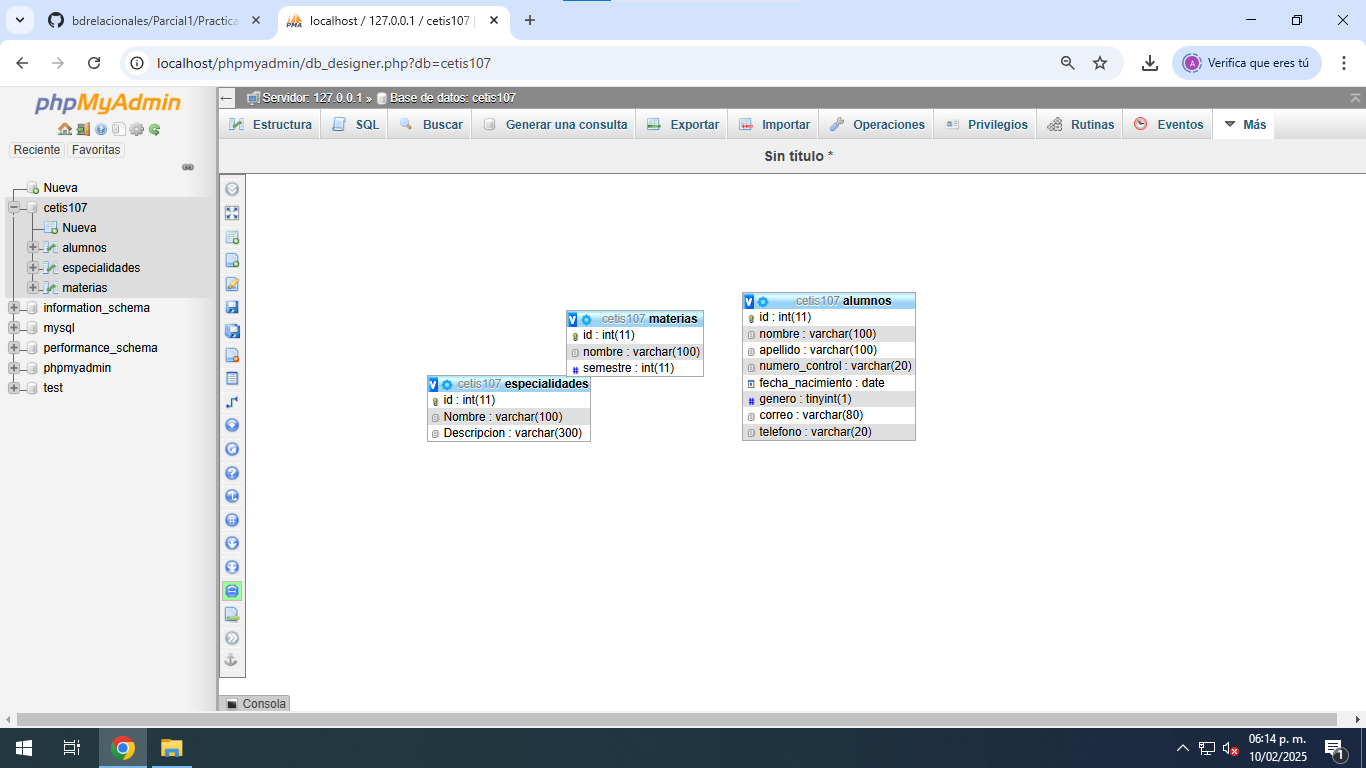 bdrelacionales/Parcial1/Practica
localhost / 127.0.0.1 / cetis107 |
localhost/phpmyadmin/db_designer.php?db=cetis107
Verifica que eres tú
phpMyAdmin
Reciente Favoritas
Nueva
cetis107
Nueva
alumnos
especialidades
materias
information_schema
mysql
performance_schema
phpmyadmin
test
Servidor: 127.0.0.1 » Base de datos: cetis107
Estructura SQL Buscar Generar una consulta Exportar Importar Operaciones Privilegios Rutinas Eventos Más
Sin título *
cetis107 materias
id : int(11)
nombre : varchar(100)
semestre : int(11)
cetis107 especialidades
id : int(11)
Nombre : varchar(100)
Descripcion : varchar(300)
cetis107 alumnos
id : int(11)
nombre : varchar(100)
apellido : varchar(100)
numero_control : varchar(20)
fecha_nacimiento : date
genero : tinyint(1)
correo : varchar(80)
telefono : varchar(20)
Consola
06:14 p. m.
10/02/2025
1